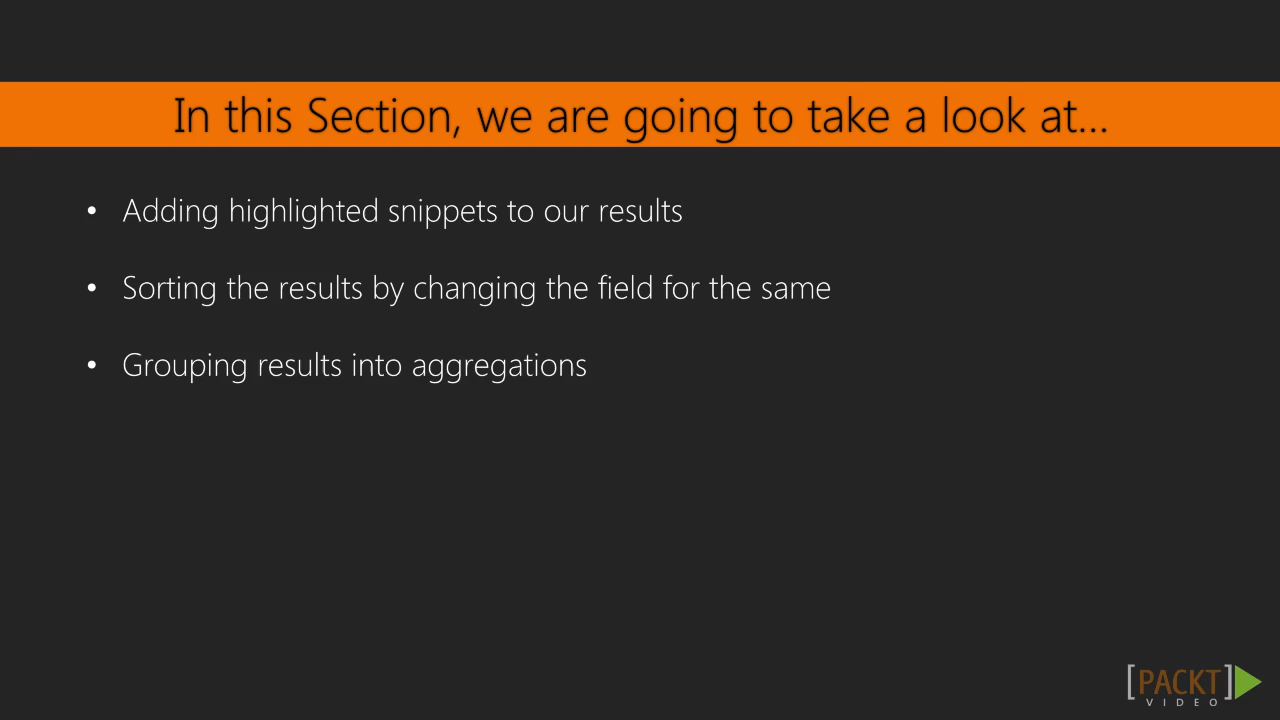 In this Section, we are going to take a look at...
• Adding highlighted snippets to our results
• Sorting the results by changing the field for the same
• Grouping results into aggregations
[PACKT]
VIDEO